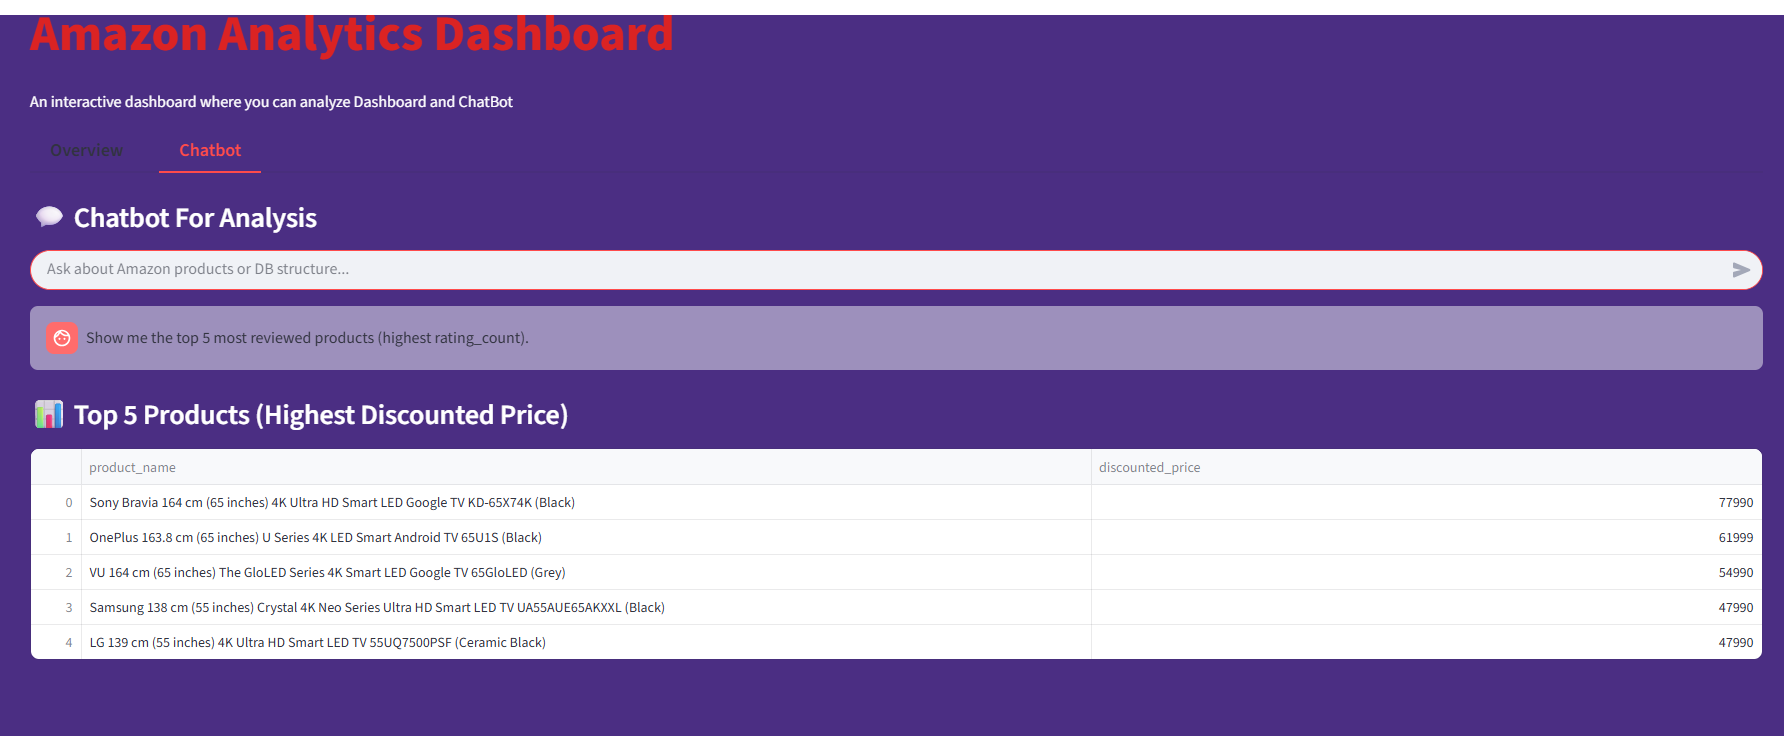 Amazon Analytics Dashboard
An interactive dashboard where you can analyze Dashboard and ChatBot
Overview Chatbot
Chatbot For Analysis
Ask about Amazon products or DB structure...
Show me the top 5 most reviewed products (highest rating_count).
Top 5 Products (Highest Discounted Price)
product_name discounted_price
0 Sony Bravia 164 cm (65 inches) 4K Ultra HD Smart LED Google TV KD-65X74K (Black) 77990
1 OnePlus 163.8 cm (65 inches) U Series 4K LED Smart Android TV 65U1S (Black) 61999
2 VU 164 cm (65 inches) The GloLED Series 4K Smart LED Google TV 65GloLED (Grey) 54990
3 Samsung 138 cm (55 inches) Crystal 4K Neo Series Ultra HD Smart LED TV UA55AUE65AKXXL (Black) 47990
4 LG 139 cm (55 inches) 4K Ultra HD Smart LED TV 55UQ7500PSF (Ceramic Black) 47990